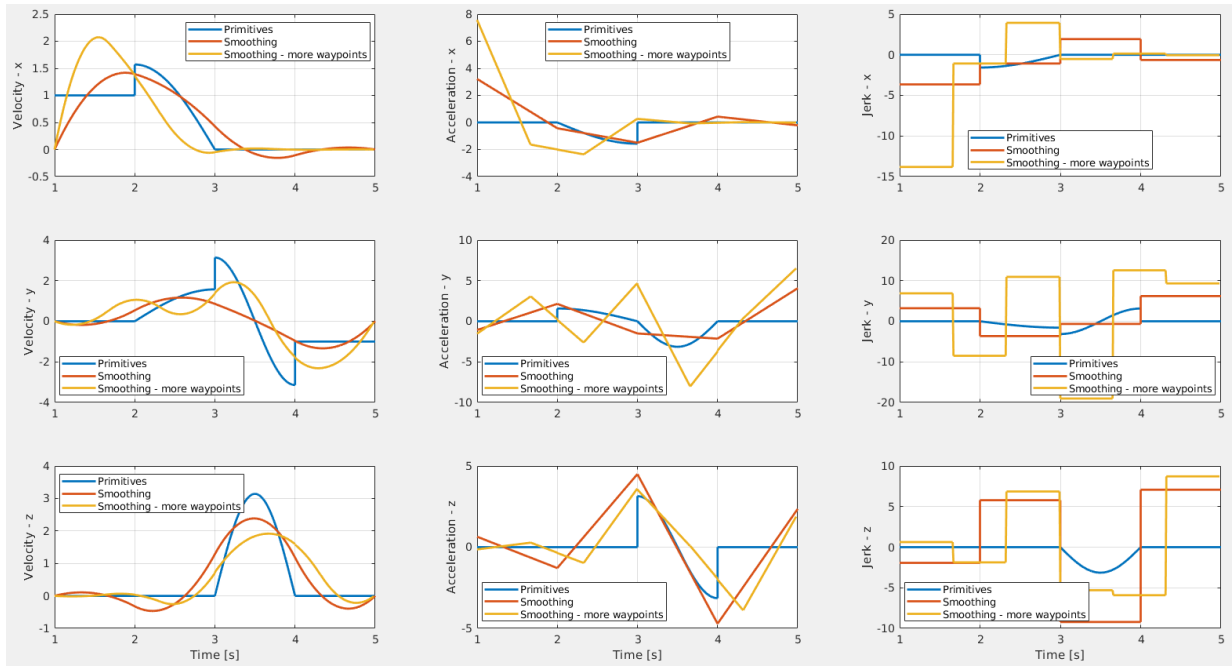 2.5
2
1.5
1
0.5
0
-0.5
Velocity - x
Primitives
Smoothing
Smoothing - more waypoints
1
2
3
4
5
8
6
4
2
0
-2
-4
Acceleration - x
Primitives
Smoothing
Smoothing - more waypoints
1
2
3
4
5
5
0
-5
-10
-15
Jerk - x
Primitives
Smoothing
Smoothing - more waypoints
1
2
3
4
5
4
2
0
-2
-4
Velocity - y
Primitives
Smoothing
Smoothing - more waypoints
1
2
3
4
5
10
5
0
-5
-10
Acceleration - y
Primitives
Smoothing
Smoothing - more waypoints
1
2
3
4
5
20
10
0
-10
-20
Jerk - y
Primitives
Smoothing
Smoothing - more waypoints
1
2
3
4
5
4
3
2
1
0
-1
Velocity - z
Primitives
Smoothing
Smoothing - more waypoints
1
2
3
4
5
Time [s]
5
0
-5
Acceleration - z
Primitives
Smoothing
Smoothing - more waypoints
1
2
3
4
5
Time [s]
10
5
0
-5
-10
Jerk - z
Primitives
Smoothing
Smoothing - more waypoints
1
2
3
4
5
Time [s]